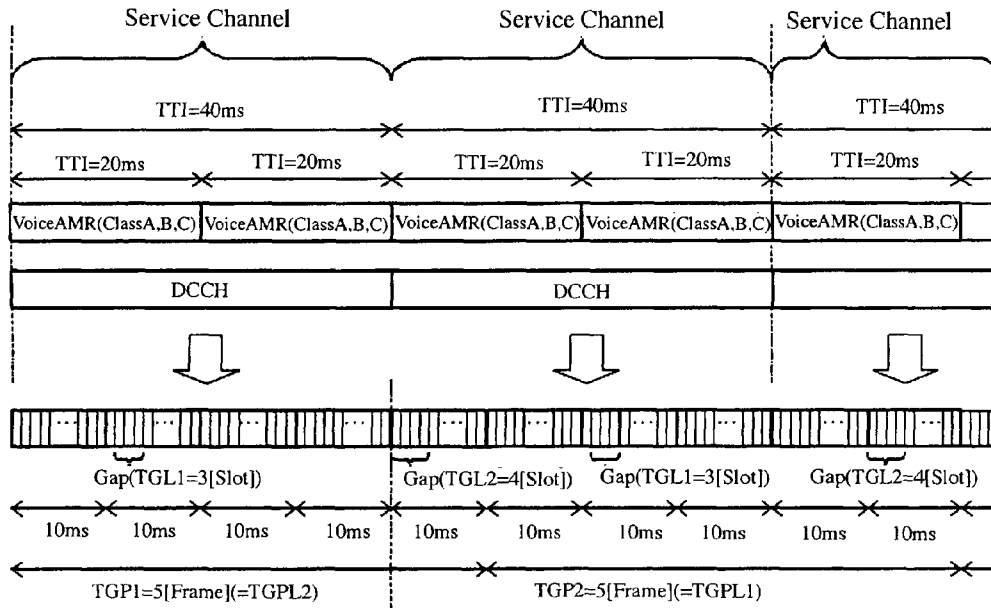 Service Channel Service Channel Service Channel
TTI=40ms TTI=40ms TTI=40ms
TTI=20ms TTI=20ms TTI=20ms TTI=20ms TTI=20ms
VoiceAMR(ClassA,B,C) VoiceAMR(ClassA,B,C) VoiceAMR(ClassA,B,C) VoiceAMR(ClassA,B,C) VoiceAMR(ClassA,B,C)
DCCH DCCH
Gap(TGL1=3[Slot]) Gap(TGL2=4[Slot]) Gap(TGL1=3[Slot]) Gap(TGL2=4[Slot])
10ms 10ms 10ms 10ms 10ms 10ms 10ms 10ms 10ms 10ms
TGP1=5[Frame](=TGPL2) TGP2=5[Frame](=TGPL1)